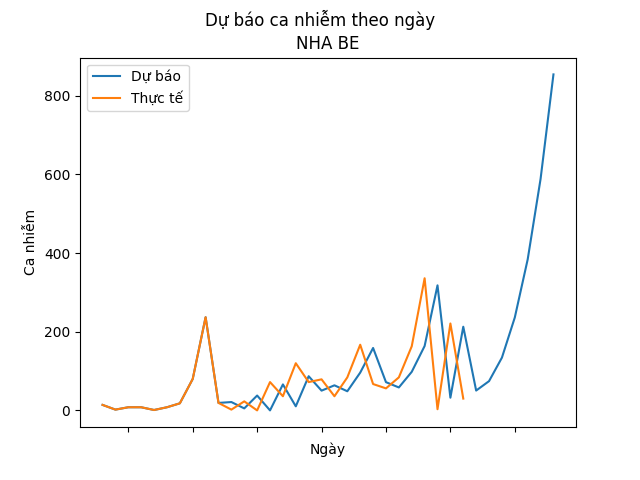 Dự báo ca nhiễm theo ngày
NHA BE
Dự báo
Thực tế
800
600
400
200
0
Ca nhiễm
Ngày